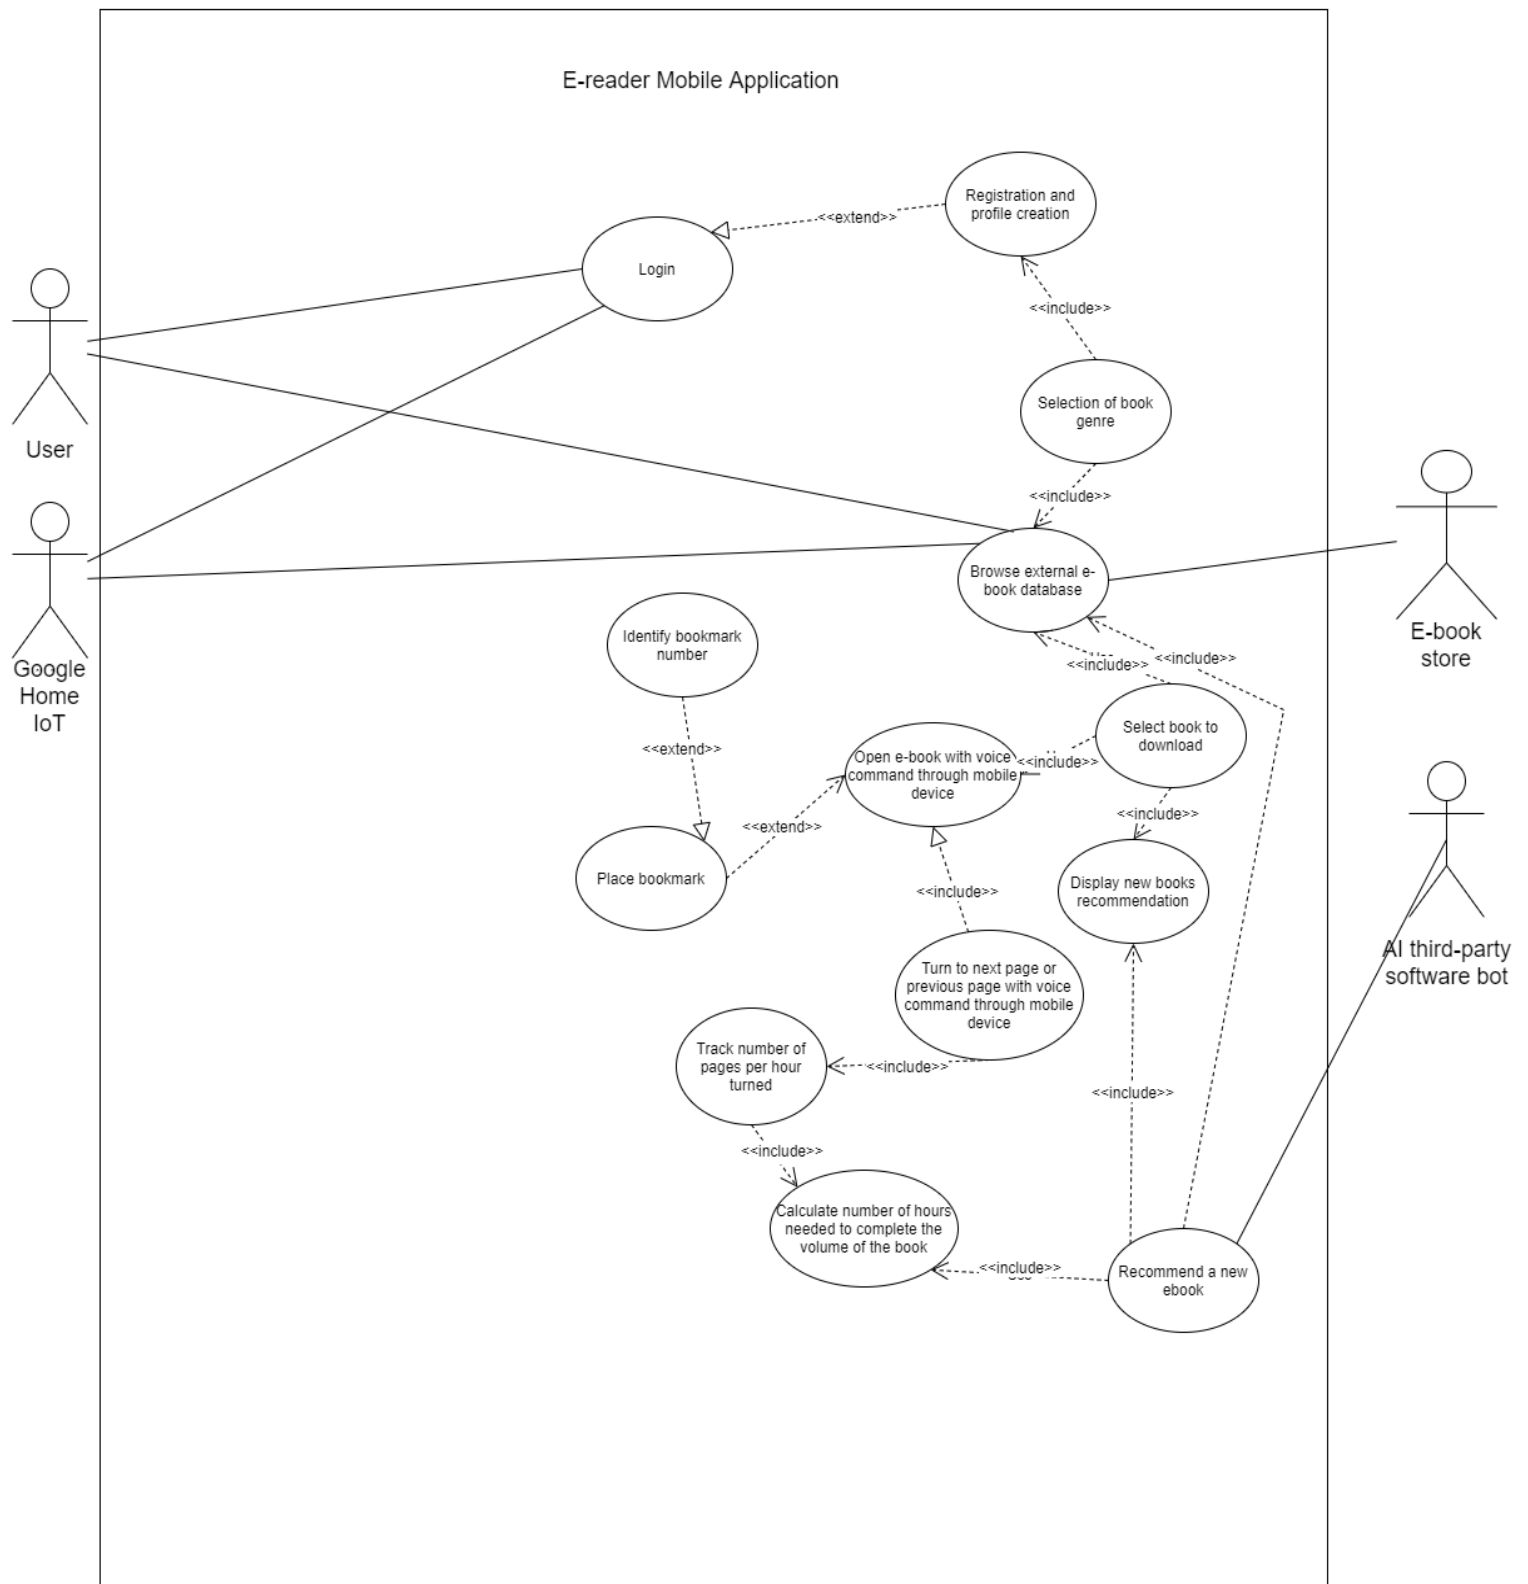 E-reader Mobile Application
Registration and
profile creation
<<extend>>
Login
<<include>>
Selection of book
genre
User
<<include>>
Browse external e-
book database
E-book
store
Identify bookmark
number
Google
Home
IoT
<<include>>
<<include>>
<<extend>>
Select book to
download
Open e-book with voice
command through mobile
device
<<include>>
<<include>>
<<extend>>
Place bookmark
Display new books
recommendation
<<include>>
AI third-party
software bot
Turn to next page or
previous page with voice
command through mobile
device
Track number of
pages per hour
turned
<<include>>
<<include>>
<<include>>
Calculate number of hours
needed to complete the
volume of the book
<<include>>
Recommend a new
ebook